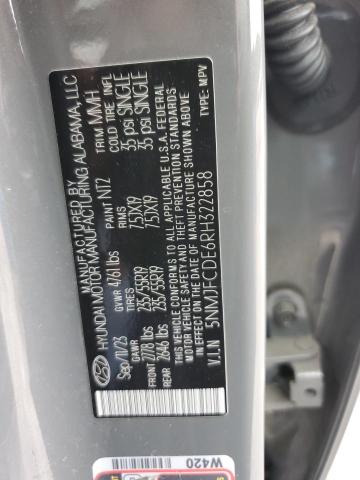 MANUFACTURED BY
HYUNDAI MOTOR MANUFACTURING ALABAMA, LLC
Sep/11/23 GVWR 4761 lbs PAINT NT2 TRIM MMH
GAWR TIRES RIMS COLD TIRE INFL
FRONT 2778 lbs 235/55R19 7.5JX19 35 psi SINGLE
REAR 2646 lbs 235/55R19 7.5JX19 35 psi SINGLE
THIS VEHICLE CONFORMS TO ALL APPLICABLE U.S.A. FEDERAL
MOTOR VEHICLE SAFETY, BUMPER, AND THEFT PREVENTION STANDARDS
IN EFFECT ON THE DATE OF MANUFACTURE SHOWN ABOVE
V.I.N 5NMJFCDE6RH322858 TYPE: MPV
W420